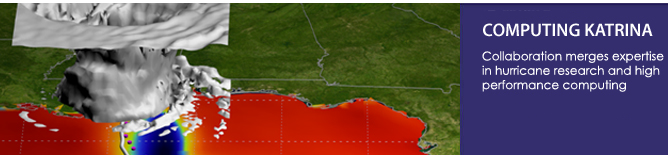 COMPUTING KATRINA
Collaboration merges expertise
in hurricane research and high
performance computing